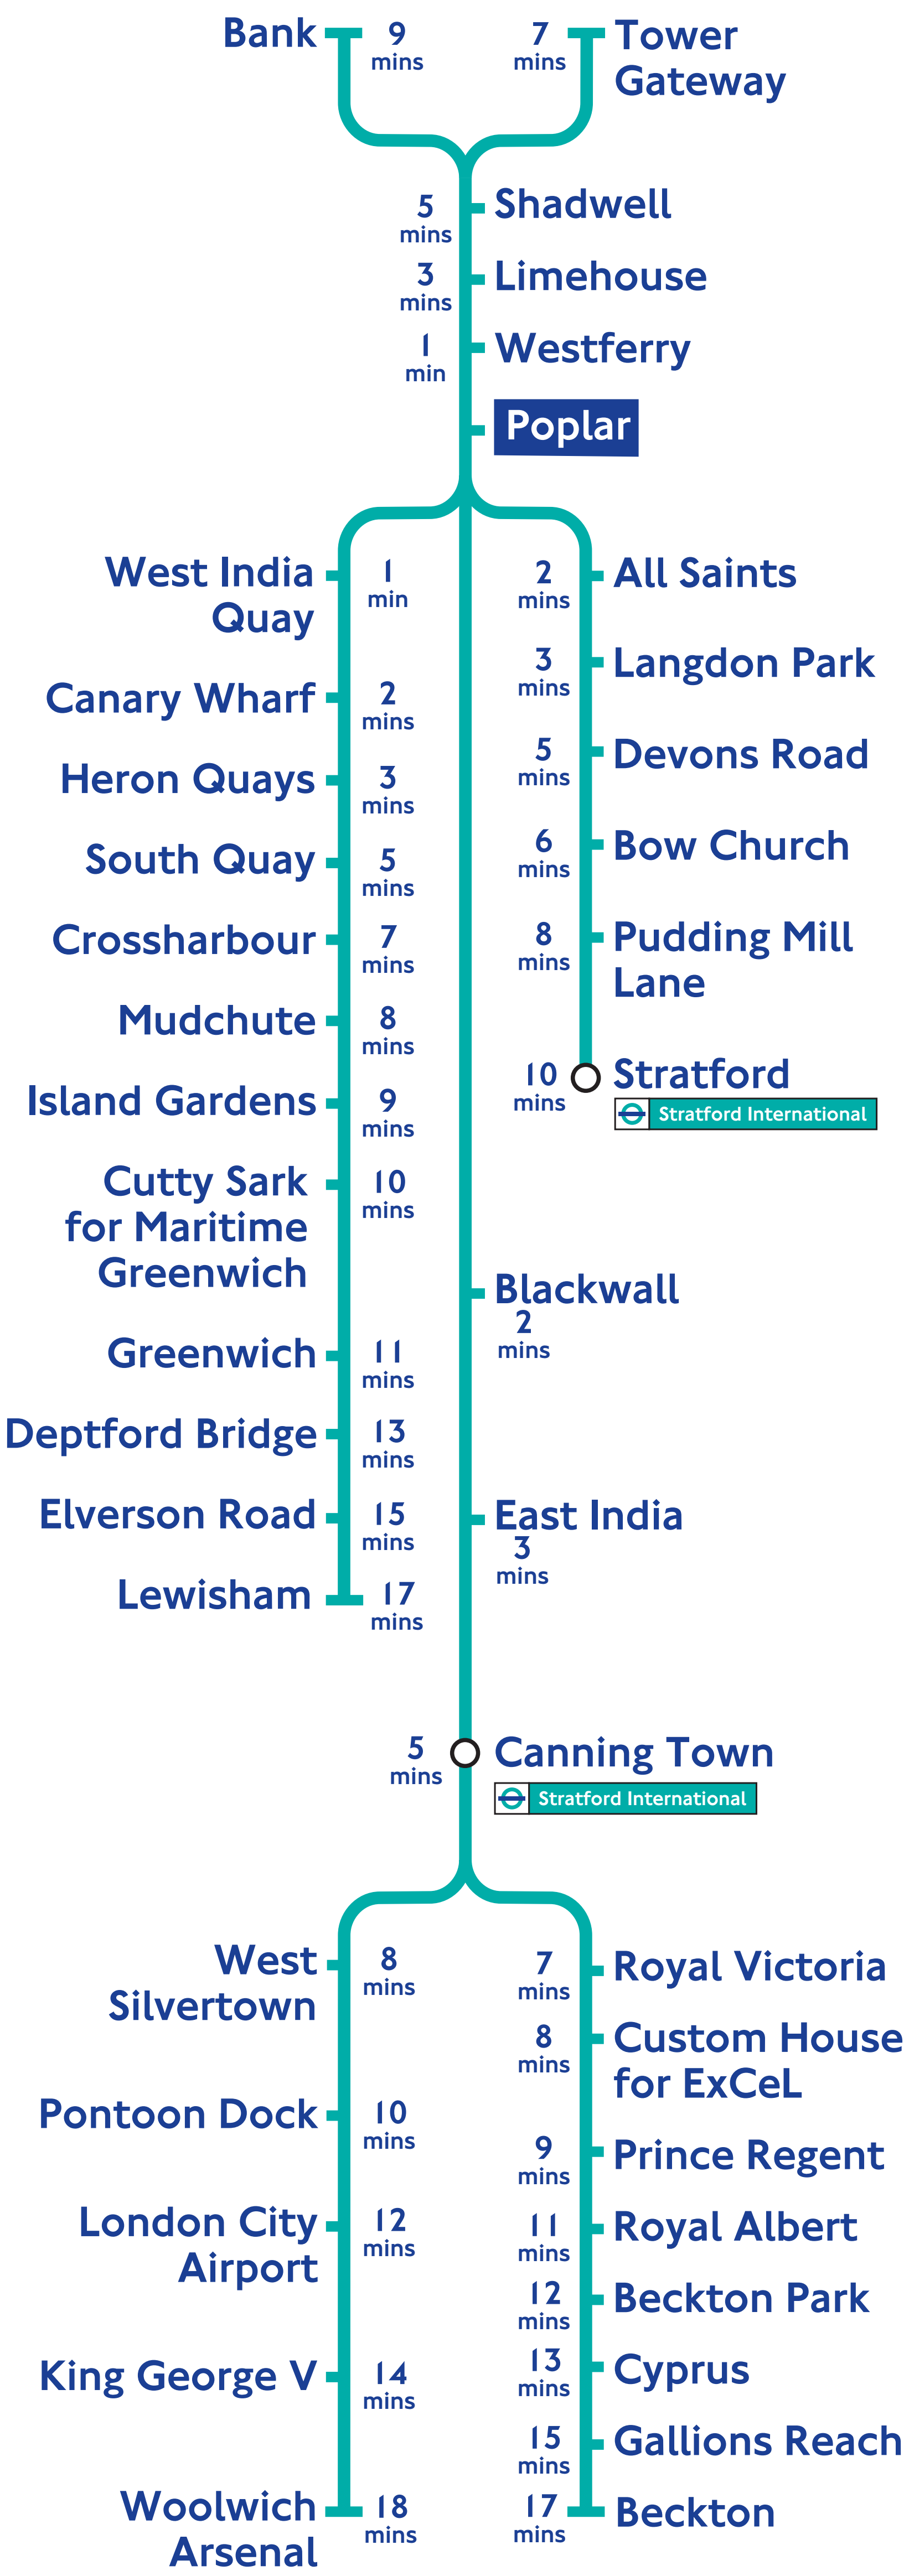 Bank
9
mins
7
mins
Tower
Gateway
5
mins
Shadwell
3
mins
Limehouse
1
min
Westferry
Poplar
West India
Quay
1
min
Canary Wharf
2
mins
Heron Quays
3
mins
South Quay
5
mins
Crossharbour
7
mins
Mudchute
8
mins
Island Gardens
9
mins
Cutty Sark
for Maritime
Greenwich
10
mins
Greenwich
11
mins
Deptford Bridge
13
mins
Elverson Road
15
mins
Lewisham
17
mins
2
mins
All Saints
3
mins
Langdon Park
5
mins
Devons Road
6
mins
Bow Church
8
mins
Pudding Mill
Lane
10
mins
Stratford
Stratford International
Blackwall
2
mins
East India
3
mins
5
mins
Canning Town
Stratford International
West
Silvertown
8
mins
Pontoon Dock
10
mins
London City
Airport
12
mins
King George V
14
mins
Woolwich
Arsenal
18
mins
7
mins
Royal Victoria
8
mins
Custom House
for ExCeL
9
mins
Prince Regent
11
mins
Royal Albert
12
mins
Beckton Park
13
mins
Cyprus
15
mins
Gallions Reach
17
mins
Beckton